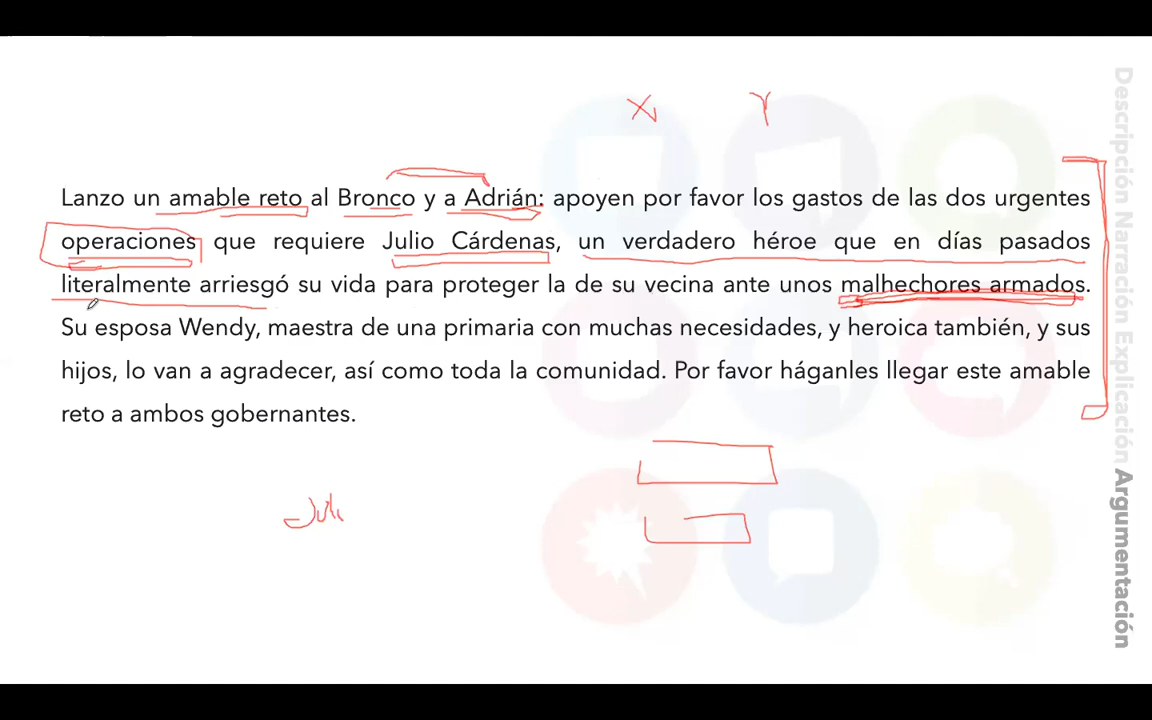 X Y
Lanzo un amable reto al Bronco y a Adrián: apoyen por favor los gastos de las dos urgentes
operaciones que requiere Julio Cárdenas, un verdadero héroe que en días pasados
literalmente arriesgó su vida para proteger la de su vecina ante unos malhechores armados.
Su esposa Wendy, maestra de una primaria con muchas necesidades, y heroica también, y sus
hijos, lo van a agradecer, así como toda la comunidad. Por favor háganles llegar este amable
reto a ambos gobernantes.
Descripción Narración Explicación Argumentación